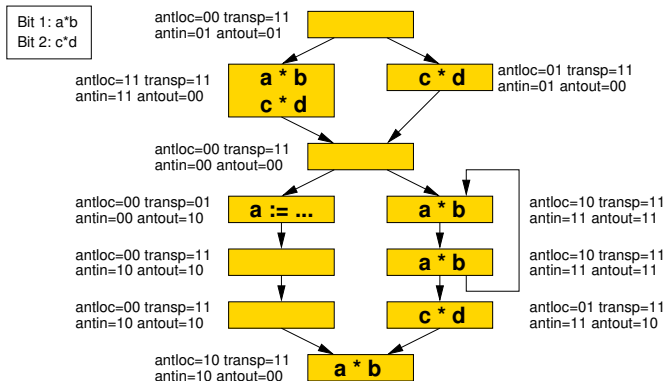 Bit 1: a*b
Bit 2: c*d
antloc=00 transp=11
antin=01 antout=01
antloc=11 transp=11
antin=11 antout=00
a * b
c * d
c * d
antloc=01 transp=11
antin=01 antout=00
antloc=00 transp=11
antin=00 antout=00
antloc=00 transp=01
antin=00 antout=10
a := ...
a * b
antloc=10 transp=11
antin=11 antout=11
antloc=00 transp=11
antin=10 antout=10
a * b
antloc=10 transp=11
antin=11 antout=11
antloc=00 transp=11
antin=10 antout=10
c * d
antloc=01 transp=11
antin=11 antout=10
antloc=10 transp=11
antin=10 antout=00
a * b